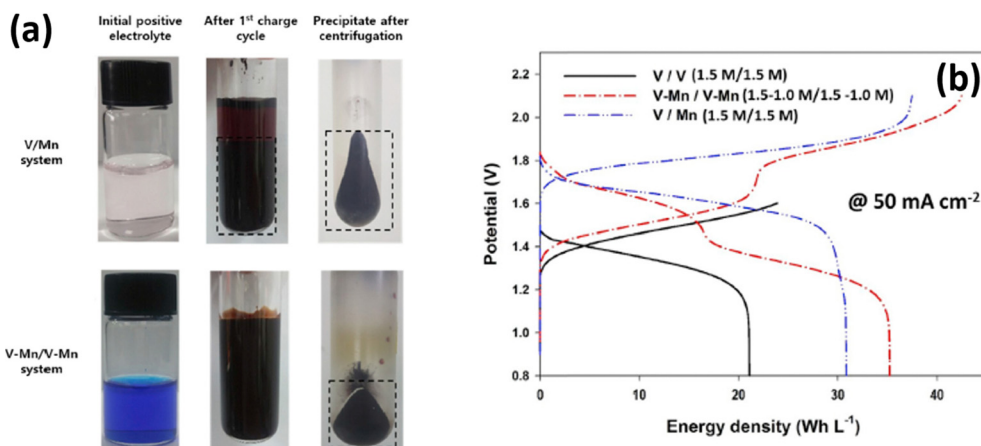 (a)
Initial positive
electrolyte
After 1st charge
cycle
Precipitate after
centrifugation
V/Mn
system
V-Mn/V-Mn
system
(b)
V / V (1.5 M/1.5 M)
V-Mn / V-Mn (1.5-1.0 M/1.5 -1.0 M)
V / Mn (1.5 M/1.5 M)
@ 50 mA cm-2
Potential (V)
2.2
2.0
1.8
1.6
1.4
1.2
1.0
0.8
0
10
20
30
40
Energy density (Wh L-1)